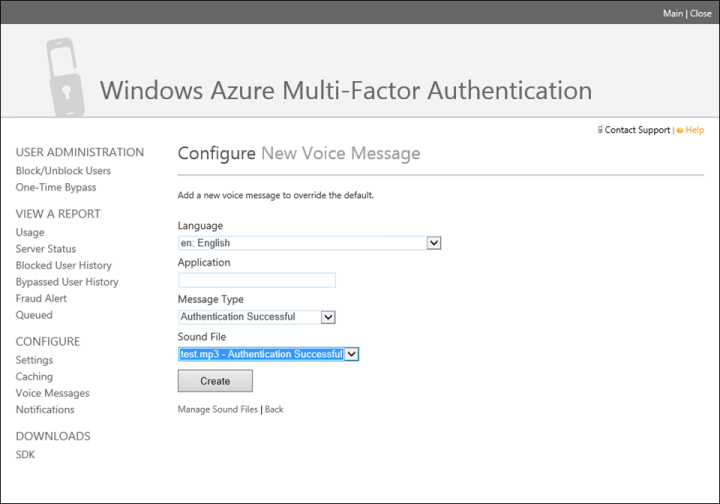 Main | Close
Windows Azure Multi-Factor Authentication
Contact Support | Help
USER ADMINISTRATION
Block/Unblock Users
One-Time Bypass
VIEW A REPORT
Usage
Server Status
Blocked User History
Bypassed User History
Fraud Alert
Queued
CONFIGURE
Settings
Caching
Voice Messages
Notifications
DOWNLOADS
SDK
Configure New Voice Message
Add a new voice message to override the default.
Language
en: English
Application
Message Type
Authentication Successful
Sound File
test.mp3 - Authentication Successful
Create
Manage Sound Files | Back